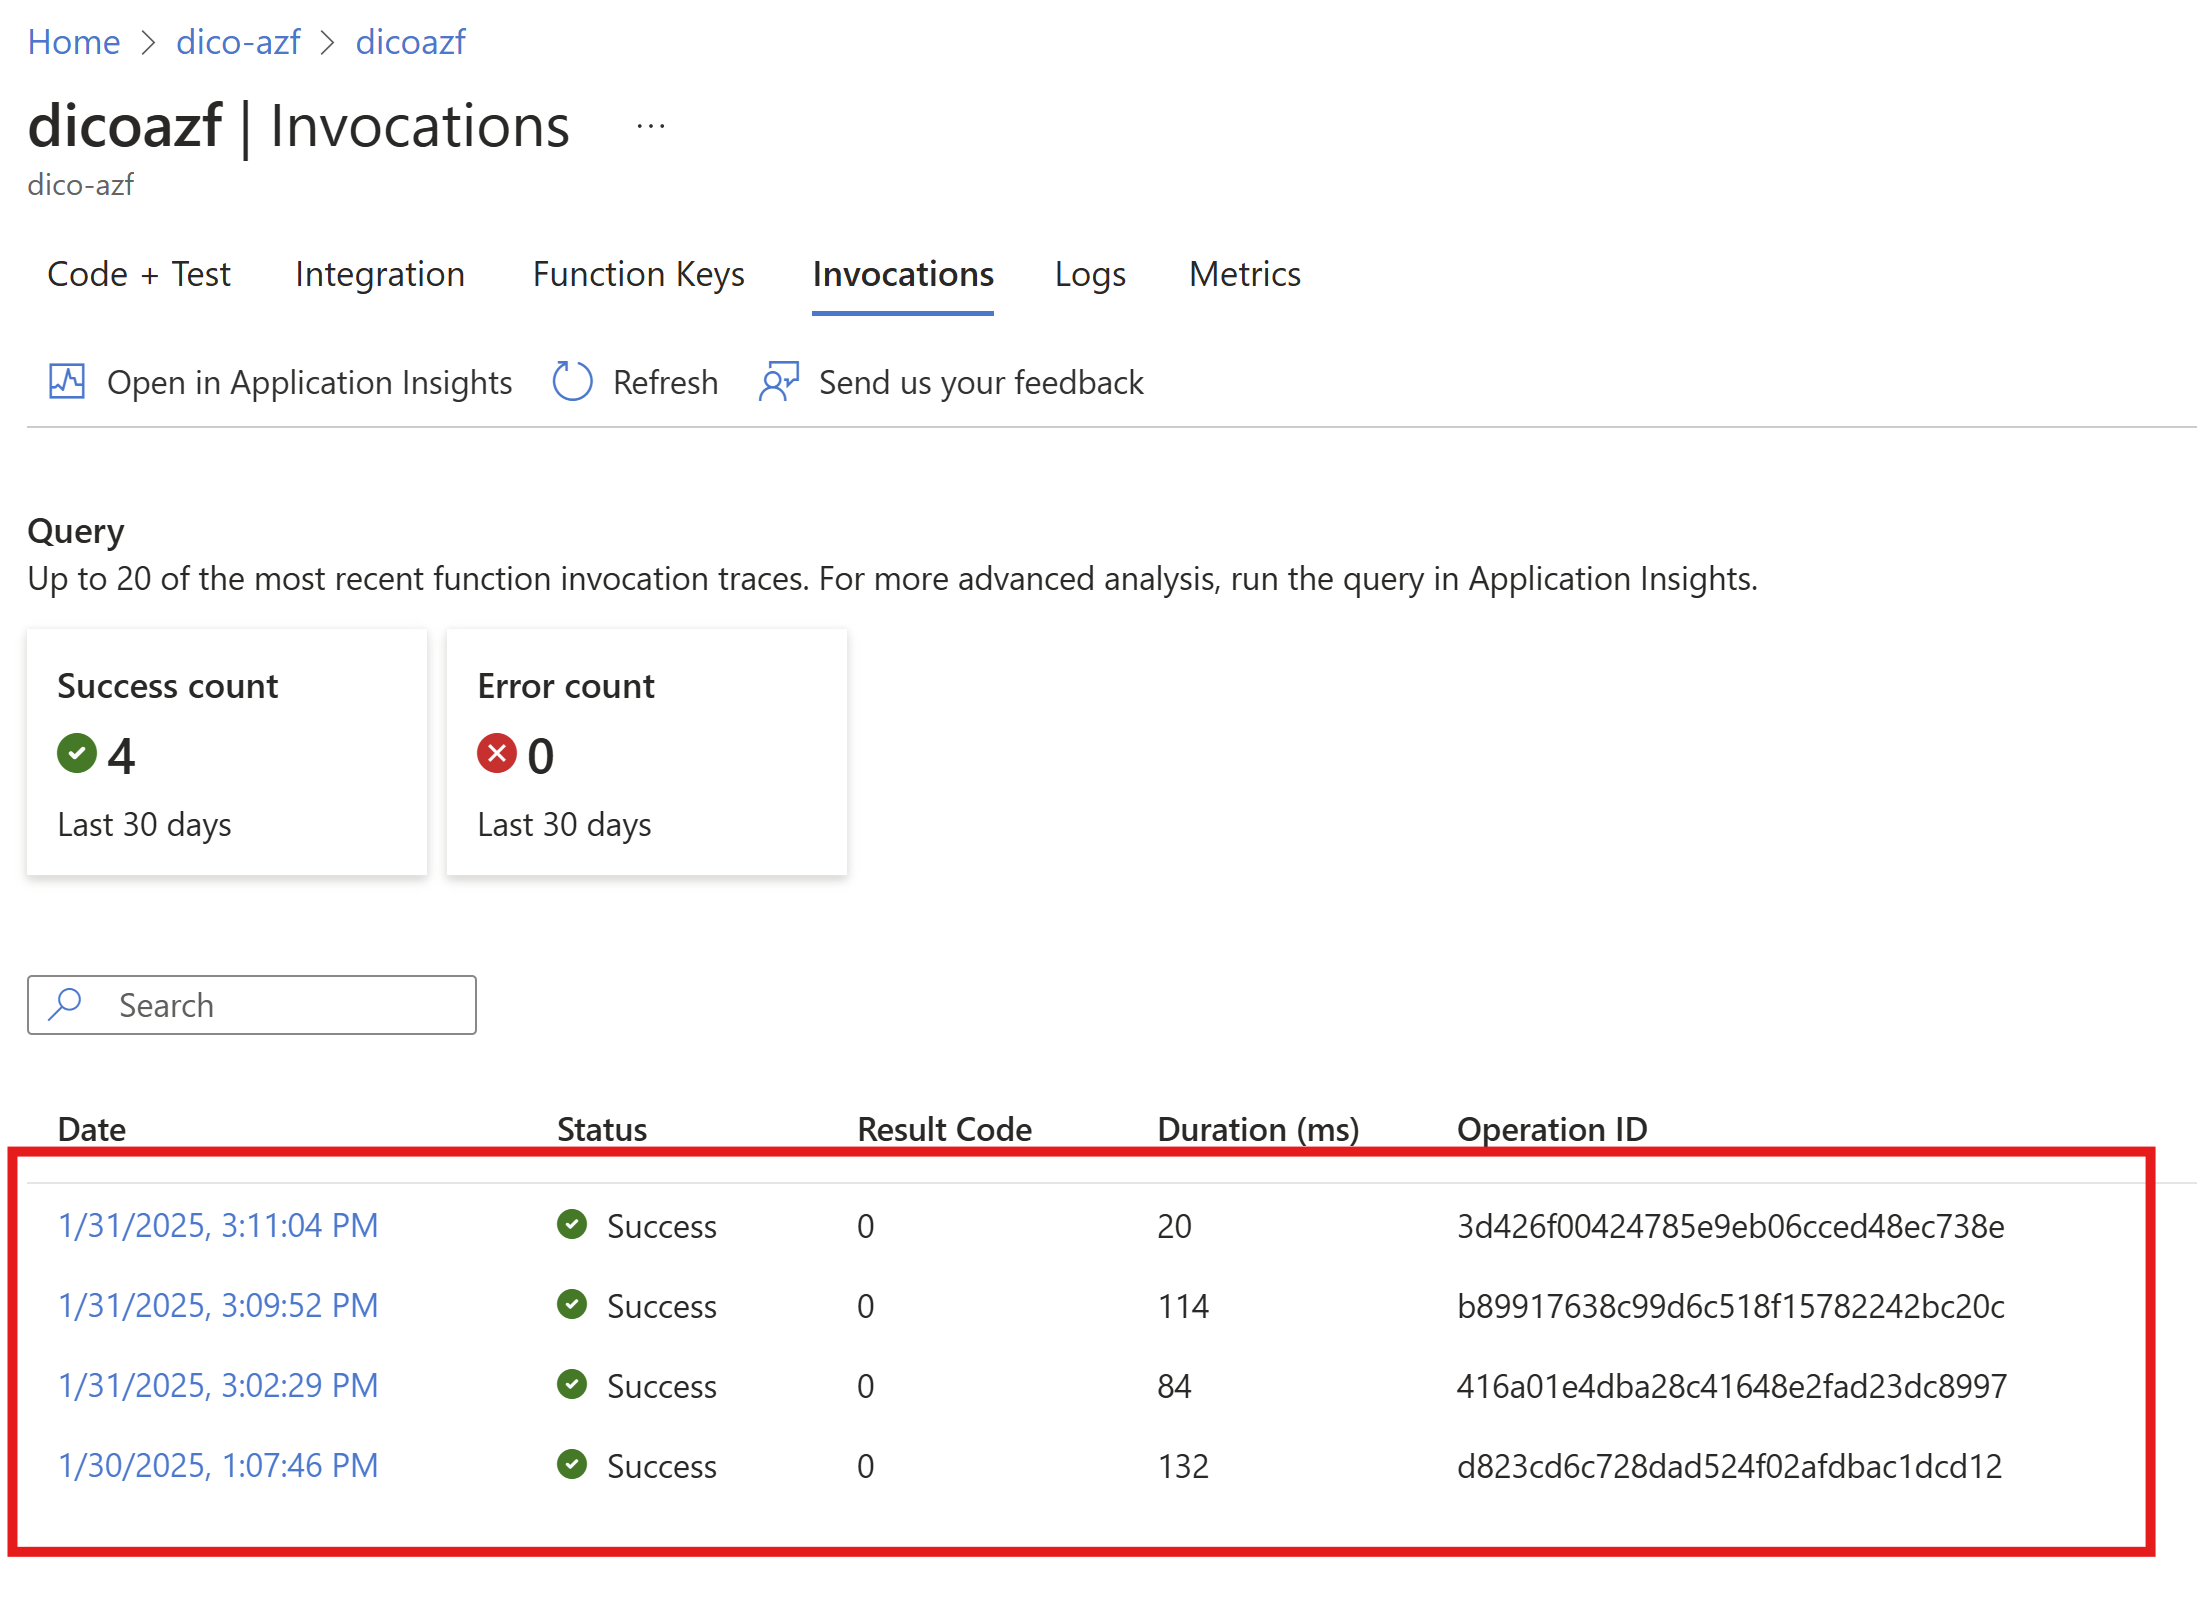 Home > dico-azf > dicoazf
dicoazf | Invocations ...
dico-azf
Code + Test Integration Function Keys Invocations Logs Metrics
Open in Application Insights Refresh Send us your feedback
Query
Up to 20 of the most recent function invocation traces. For more advanced analysis, run the query in Application Insights.
Success count Error count
4 0
Last 30 days Last 30 days
Search
Date Status Result Code Duration (ms) Operation ID
1/31/2025, 3:11:04 PM Success 0 20 3d426f00424785e9eb06cced48ec738e
1/31/2025, 3:09:52 PM Success 0 114 b89917638c99d6c518f15782242bc20c
1/31/2025, 3:02:29 PM Success 0 84 416a01e4dba28c41648e2fad23dc8997
1/30/2025, 1:07:46 PM Success 0 132 d823cd6c728dad524f02afdbac1dcd12